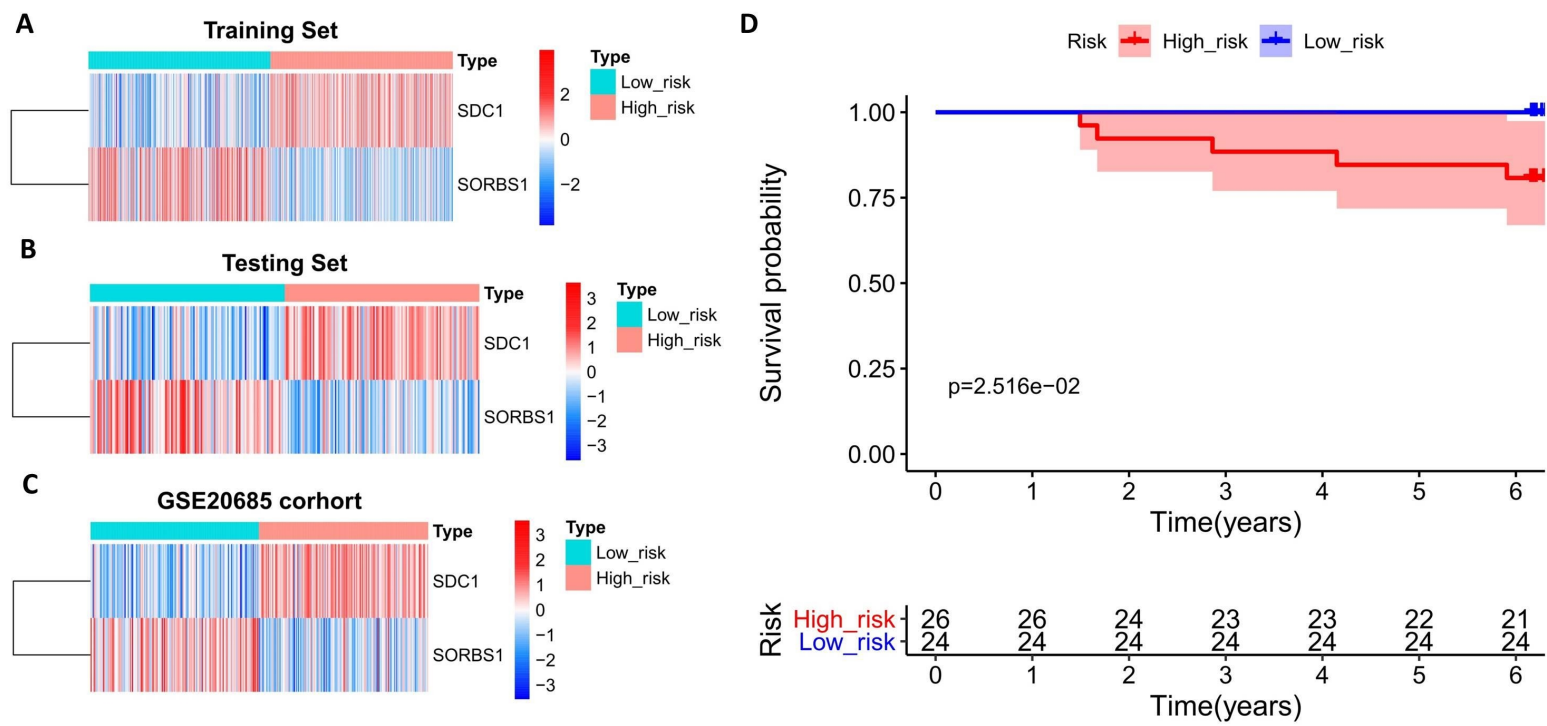 A
Training Set
Type
SDC1
SORBS1
2
0
−2
Type
Low_risk
High_risk
B
Testing Set
Type
SDC1
SORBS1
3
2
1
0
−1
−2
−3
Type
Low_risk
High_risk
C
GSE20685 corhort
Type
SDC1
SORBS1
3
2
1
0
−1
−2
−3
Type
Low_risk
High_risk
D
Risk High_risk Low_risk
Survival probability
1.00
0.75
0.50
0.25
0.00
p=2.516e−02
0 1 2 3 4 5 6
Time(years)
Risk
High_risk 26 26 24 23 23 22 21
Low_risk 24 24 24 24 24 24 24
0 1 2 3 4 5 6
Time(years)